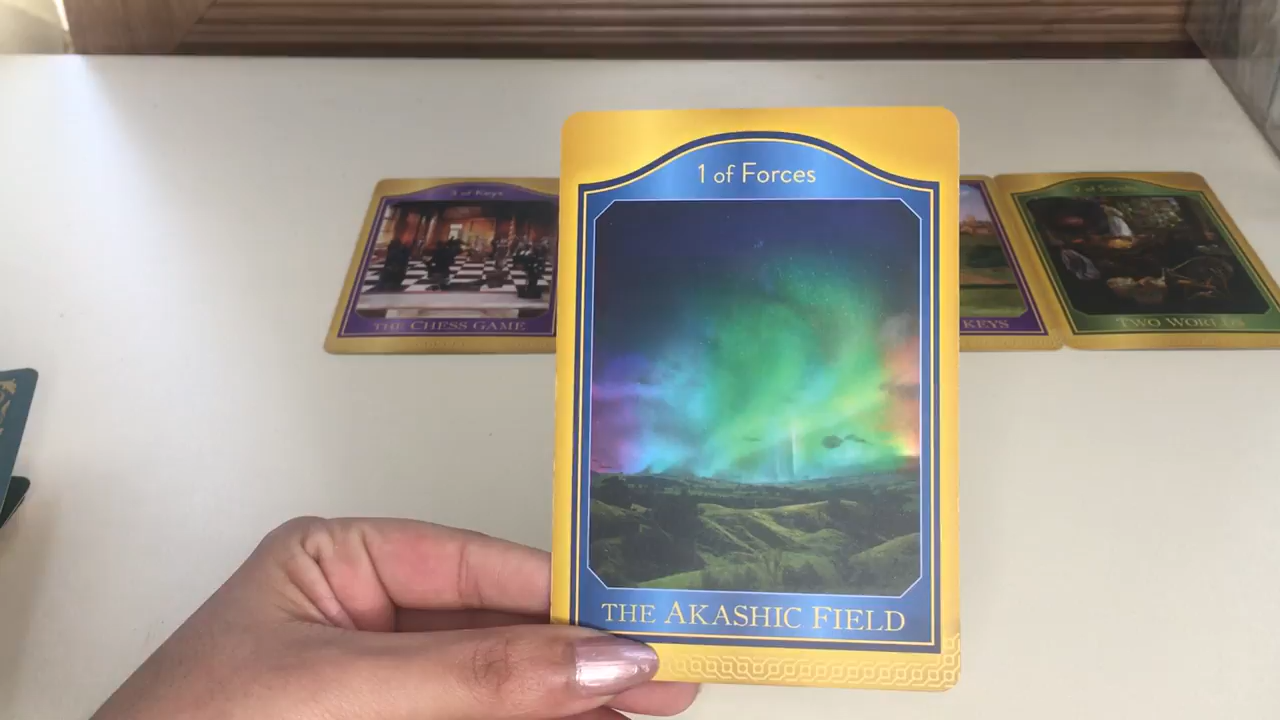 1 of Forces
THE AKASHIC FIELD
THE CHESS GAME
KEYS
TWO WORLDS